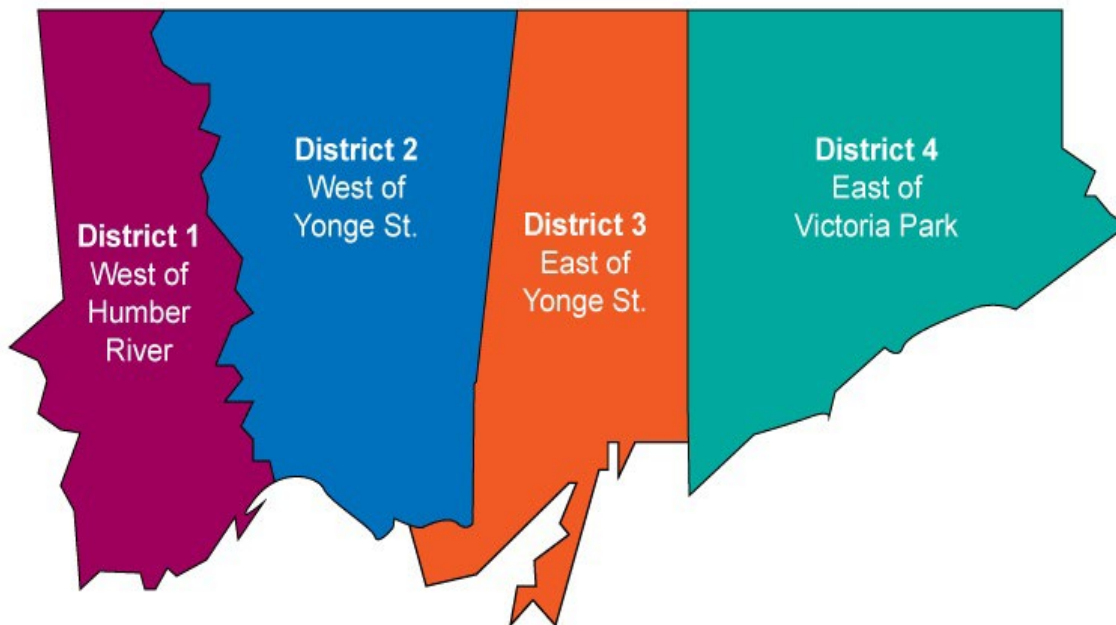 District 1
West of
Humber
River
District 2
West of
Yonge St.
District 3
East of
Yonge St.
District 4
East of
Victoria Park